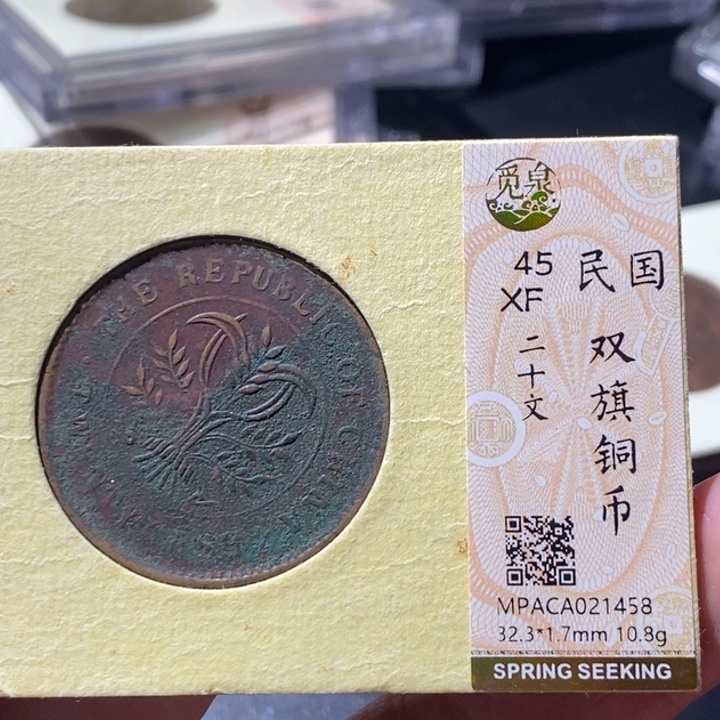 THE REPUBLIC OF CHINA
觅泉
45
XF
二十文
民国
双旗铜币
MPACA021458
32.3*1.7mm 10.8g
SPRING SEEKING